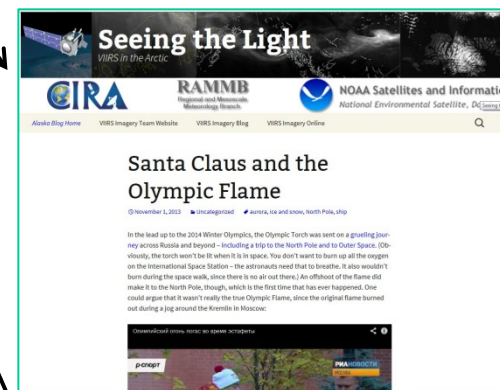 Seeing the Light
VIIRS in the Arctic
CIRA
RAMMB
Regional and Mesoscale
Meteorology Branch
NOAA Satellites and Informatio
National Environmental Satellite, Da
Alaska Blog Home VIIRS Imagery Team Website VIIRS Imagery Blog VIIRS Imagery Online
Santa Claus and the
Olympic Flame
November 1, 2013 Uncategorized aurora, ice and snow, North Pole, ship
In the lead up to the 2014 Winter Olympics, the Olympic Torch was sent on a grueling jour-
ney across Russia and beyond – including a trip to the North Pole and to Outer Space. (Ob-
viously, the torch won't be lit when it is in space. You don't want to burn up all the oxygen
on the International Space Station – the astronauts need that to breathe. It also wouldn't
burn during the space walk, since there is no air out there.) An offshoot of the flame did
make it to the North Pole, though, which is the first time that has ever happened. One
could argue that it wasn't really the true Olympic Flame, since the original flame burned
out during a jog around the Kremlin in Moscow:
Олимпийский огонь погас во время эстафеты
р-спорт
РИАНОВОСТИ